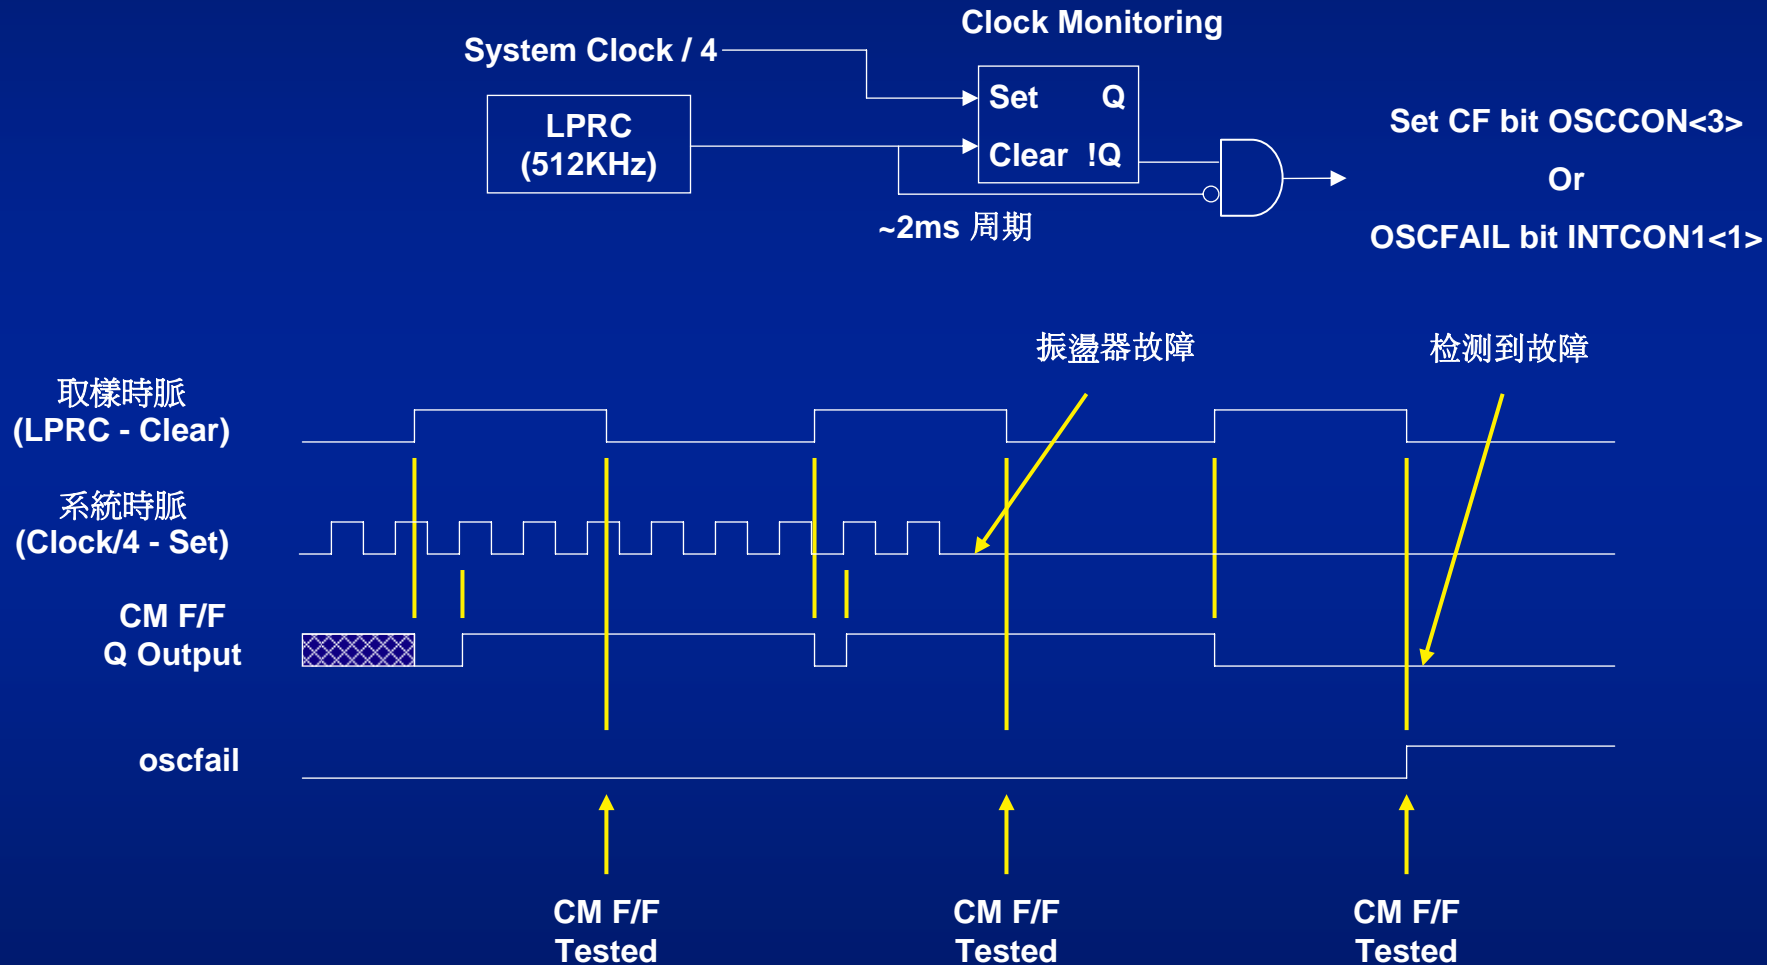 Clock Monitoring
System Clock / 4
Set Q
LPRC
(512KHz)
Clear !Q
Set CF bit OSCCON<3>
Or
OSCFAIL bit INTCON1<1>
~2ms 周期
振盪器故障
检测到故障
取樣時脈
(LPRC - Clear)
系統時脈
(Clock/4 - Set)
CM F/F
Q Output
oscfail
CM F/F
Tested
CM F/F
Tested
CM F/F
Tested